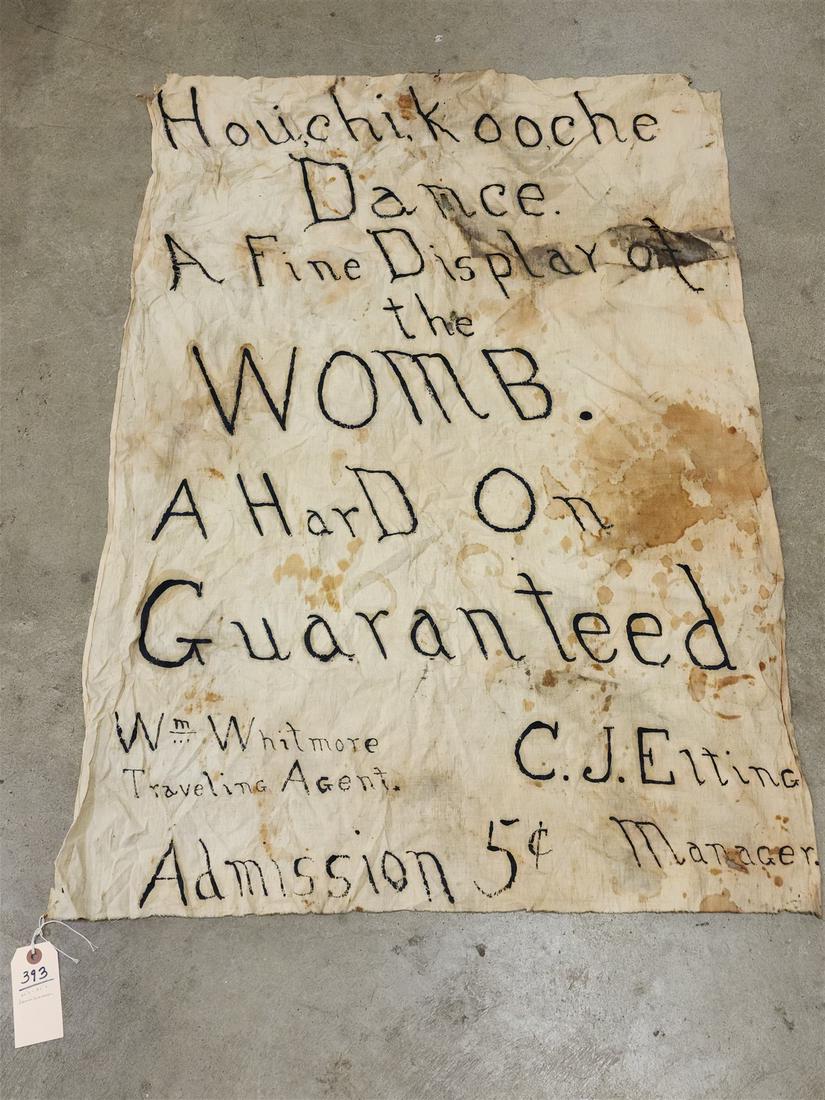 Houchikooche
Dance.
A Fine Display of
the
WOMB.
A HarD On
Guaranteed
Wm Whitmore
Traveling Agent.
C.J. Elting
Manager.
Admission 5¢
393